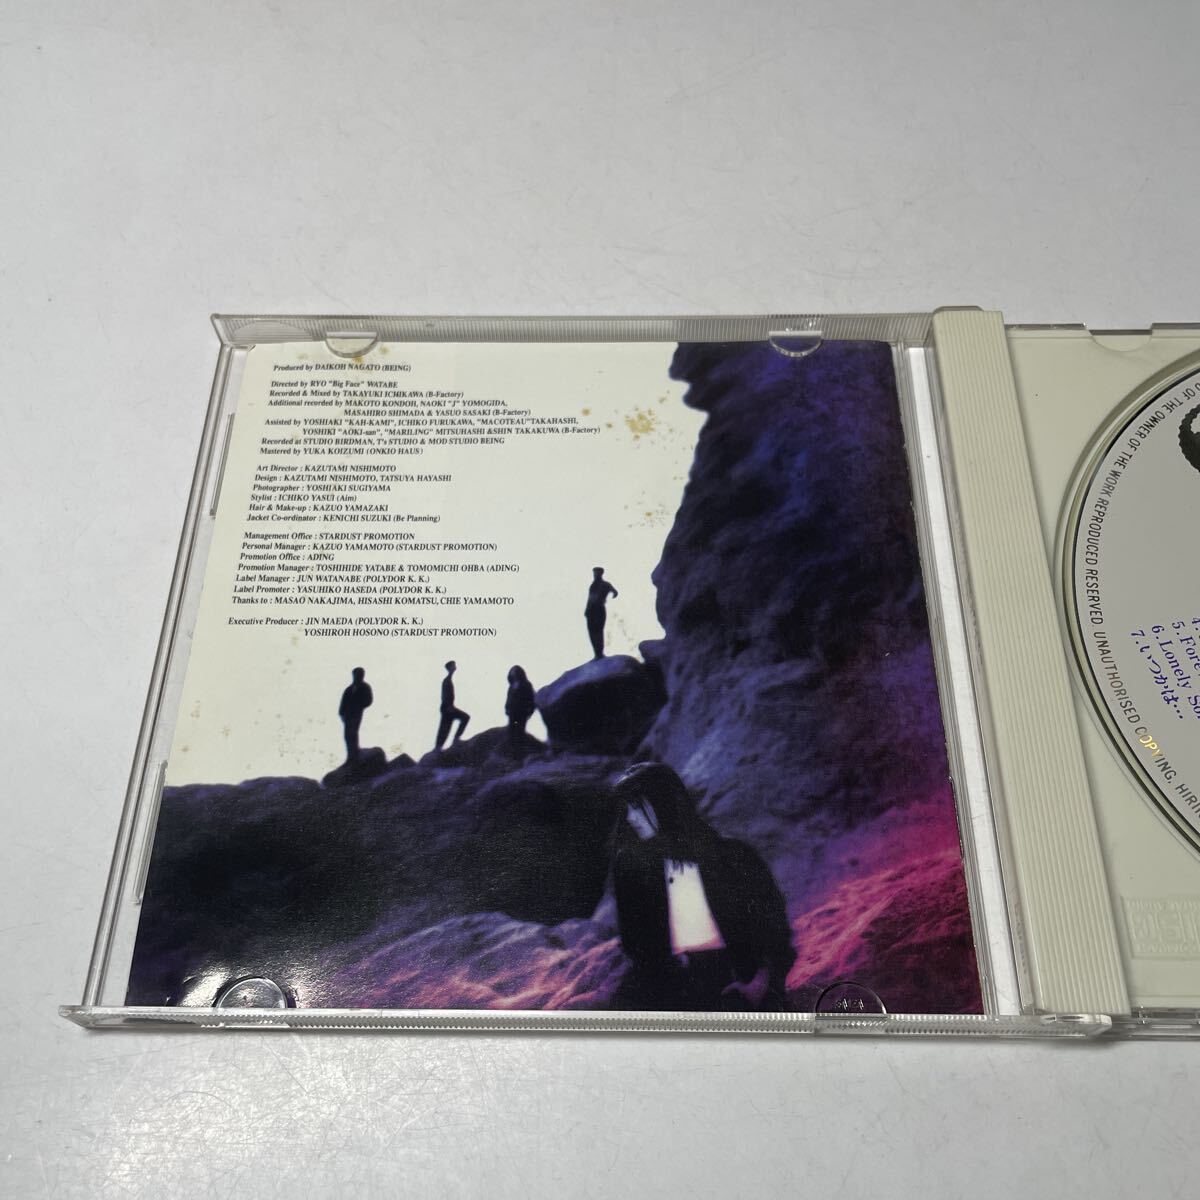 Produced by DAIKOH NAGATO (BEING)
Directed by RYO "Big Face" WATABE
Recorded & Mixed by TAKAYUKI ICHIKAWA (B-Factory)
Additional recorded by MAKOTO KONDOH, NAOKI "J" YOMOGIDA,
MASAHIRO SHIMADA & YASUO SASAKI (B-Factory)
Assisted by YOSHIAKI "KAH-KAMI", ICHIKO FURUKAWA, "MACOTEAU"TAKAHASHI,
YOSHIKI "AOKI-san", "MARILING" MITSUHASHI &SHIN TAKAKUWA (B-Factory)
Recorded at STUDIO BIRDMAN, T's STUDIO & MOD STUDIO BEING
Mastered by YUKA KOIZUMI (ONKIO HAUS)
Art Director : KAZUTAMI NISHIMOTO
Design : KAZUTAMI NISHIMOTO, TATSUYA HAYASHI
Photographer : YOSHIAKI SUGIYAMA
Stylist : ICHIKO YASUI (Aim)
Hair & Make-up : KAZUO YAMAZAKI
Jacket Co-ordinator : KENICHI SUZUKI (Be Planning)
Management Office : STARDUST PROMOTION
Personal Manager : KAZUO YAMAMOTO (STARDUST PROMOTION)
Promotion Office : ADING
Promotion Manager : TOSHIHIDE YATABE & TOMOMICHI OHBA (ADING)
Label Manager : JUN WATANABE (POLYDOR K. K.)
Label Promoter : YASUHIKO HASEDA (POLYDOR K. K.)
Thanks to : MASAO NAKAJIMA, HISASHI KOMATSU, CHIE YAMAMOTO
Executive Producer : JIN MAEDA (POLYDOR K. K.)
YOSHIROH HOSONO (STARDUST PROMOTION)
OF THE OWNER OF THE WORK REPRODUCED RESERVED. UNAUTHORISED COPYING, HIRING
4.
5.Fore
6.Lonely So
7.いつかは…